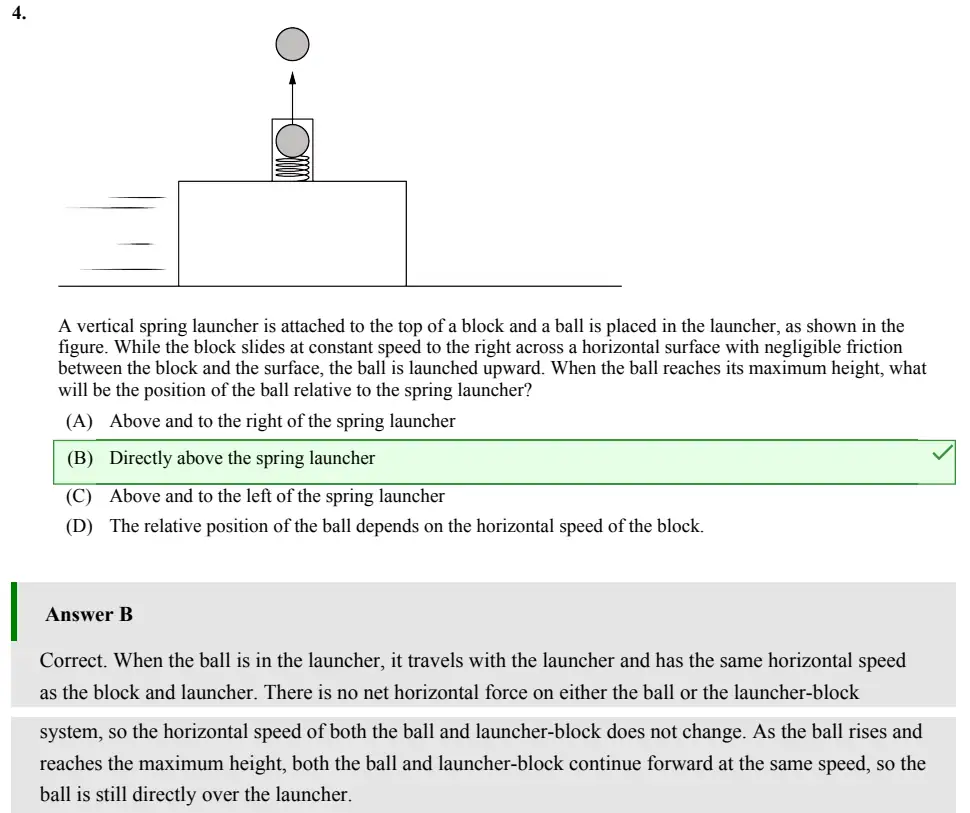 4.
A vertical spring launcher is attached to the top of a block and a ball is placed in the launcher, as shown in the
figure. While the block slides at constant speed to the right across a horizontal surface with negligible friction
between the block and the surface, the ball is launched upward. When the ball reaches its maximum height, what
will be the position of the ball relative to the spring launcher?
(A) Above and to the right of the spring launcher
(B) Directly above the spring launcher
(C) Above and to the left of the spring launcher
(D) The relative position of the ball depends on the horizontal speed of the block.
Answer B
Correct. When the ball is in the launcher, it travels with the launcher and has the same horizontal speed
as the block and launcher. There is no net horizontal force on either the ball or the launcher-block
system, so the horizontal speed of both the ball and launcher-block does not change. As the ball rises and
reaches the maximum height, both the ball and launcher-block continue forward at the same speed, so the
ball is still directly over the launcher.